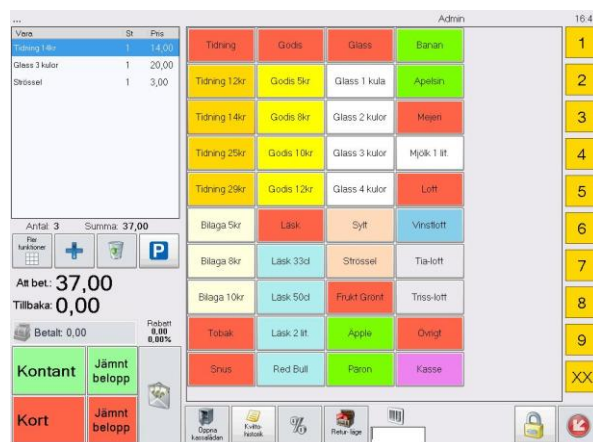 ... Admin 16:4
Vara St Pris
Tidning 14kr 1 14,00
Glass 3 kulor 1 20,00
Strössel 1 3,00
Antal: 3 Summa: 37,00
Fler
funktioner
P
Att bet.: 37,00
Tillbaka: 0,00
Betalt: 0,00
Rabatt
0,00
0,00%
Kontant
Jämnt
belopp
Kort
Jämnt
belopp
Tidning Godis Glass Banan
Tidning 12kr Godis 5kr Glass 1 kula Apelsin
Tidning 14kr Godis 8kr Glass 2 kulor Mejeri
Tidning 25kr Godis 10kr Glass 3 kulor Mjölk 1 lit.
Tidning 29kr Godis 12kr Glass 4 kulor Lott
Bilaga 5kr Läsk Sylt Vinstlott
Bilaga 8kr Läsk 33cl Strössel Tia-lott
Bilaga 10kr Läsk 50cl Frukt Grönt Triss-lott
Tobak Läsk 2 lit. Äpple Övrigt
Snus Red Bull Päron Kasse
1
2
3
4
5
6
7
8
9
XX
Öppna
kassalådan
Kvitto-
historik
%
Retur-läge